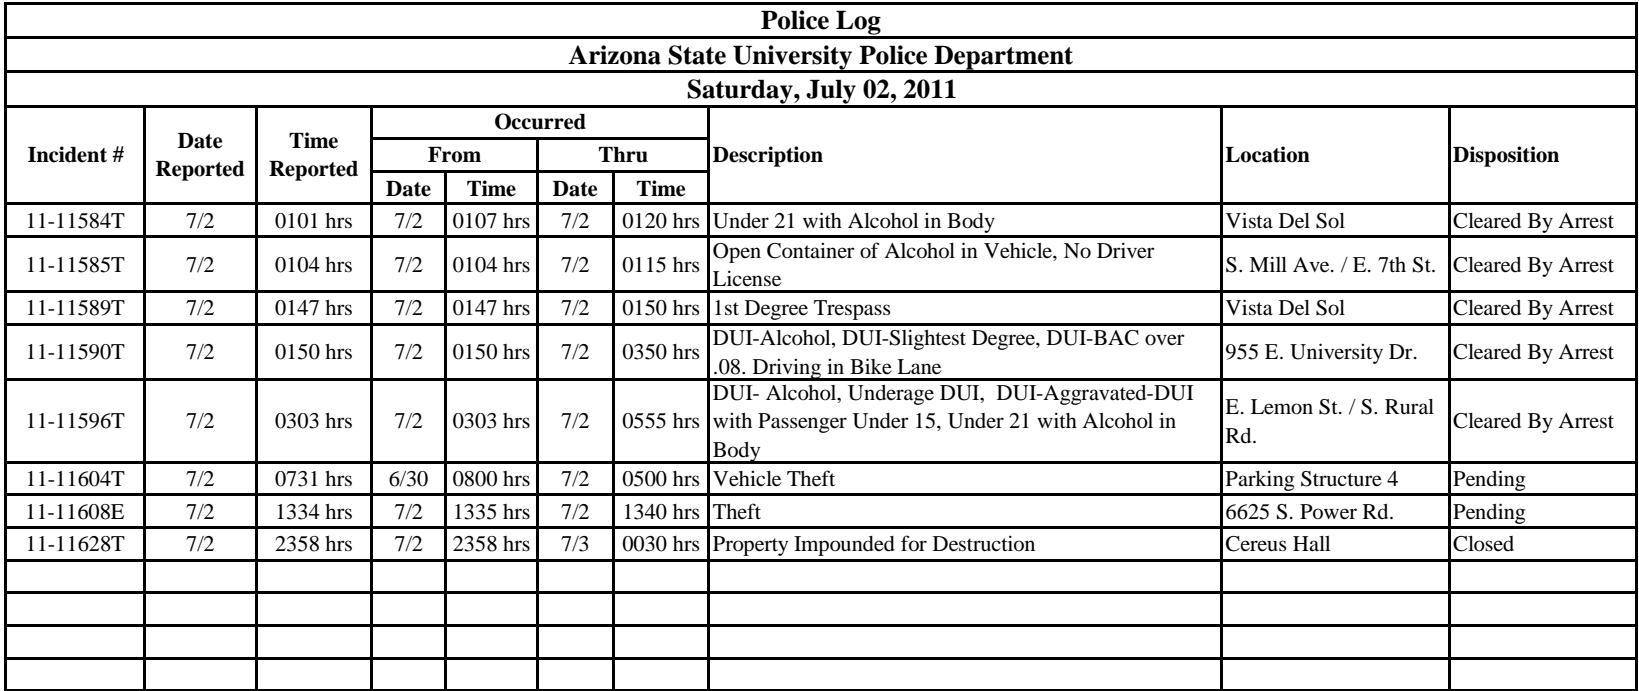 Police Log
Arizona State University Police Department
Saturday, July 02, 2011
Incident # Date Reported Time Reported Occurred Description Location Disposition
From Thru
Date Time Date Time
11-11584T 7/2 0101 hrs 7/2 0107 hrs 7/2 0120 hrs Under 21 with Alcohol in Body Vista Del Sol Cleared By Arrest
11-11585T 7/2 0104 hrs 7/2 0104 hrs 7/2 0115 hrs Open Container of Alcohol in Vehicle, No Driver License S. Mill Ave. / E. 7th St. Cleared By Arrest
11-11589T 7/2 0147 hrs 7/2 0147 hrs 7/2 0150 hrs 1st Degree Trespass Vista Del Sol Cleared By Arrest
11-11590T 7/2 0150 hrs 7/2 0150 hrs 7/2 0350 hrs DUI-Alcohol, DUI-Slightest Degree, DUI-BAC over .08. Driving in Bike Lane 955 E. University Dr. Cleared By Arrest
11-11596T 7/2 0303 hrs 7/2 0303 hrs 7/2 0555 hrs DUI- Alcohol, Underage DUI, DUI-Aggravated-DUI with Passenger Under 15, Under 21 with Alcohol in Body E. Lemon St. / S. Rural Rd. Cleared By Arrest
11-11604T 7/2 0731 hrs 6/30 0800 hrs 7/2 0500 hrs Vehicle Theft Parking Structure 4 Pending
11-11608E 7/2 1334 hrs 7/2 1335 hrs 7/2 1340 hrs Theft 6625 S. Power Rd. Pending
11-11628T 7/2 2358 hrs 7/2 2358 hrs 7/3 0030 hrs Property Impounded for Destruction Cereus Hall Closed